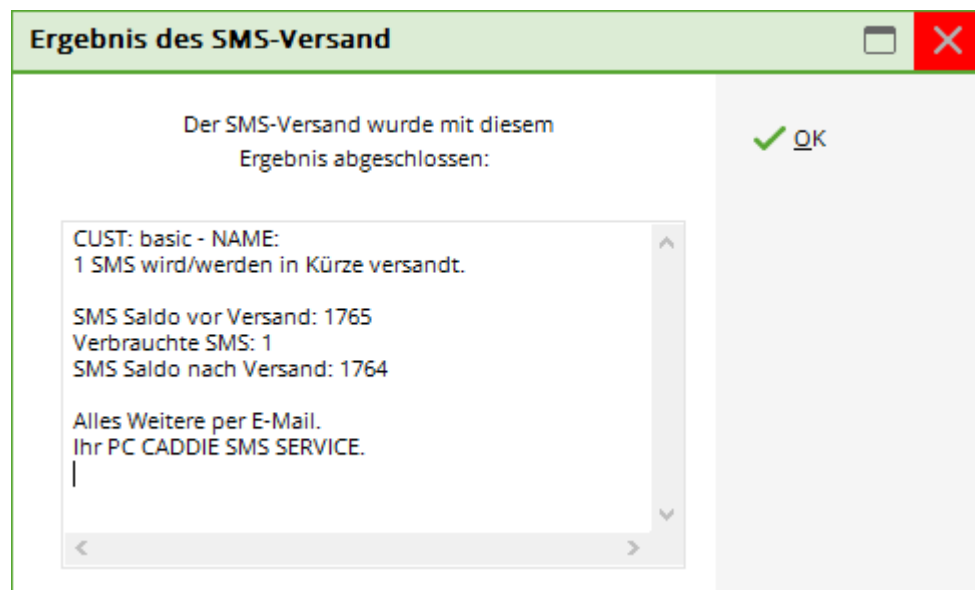 Ergebnis des SMS-Versand
Der SMS-Versand wurde mit diesem
Ergebnis abgeschlossen:
OK
CUST: basic - NAME:
1 SMS wird/werden in Kürze versandt.
SMS Saldo vor Versand: 1765
Verbrauchte SMS: 1
SMS Saldo nach Versand: 1764
Alles Weitere per E-Mail.
Ihr PC CADDIE SMS SERVICE.